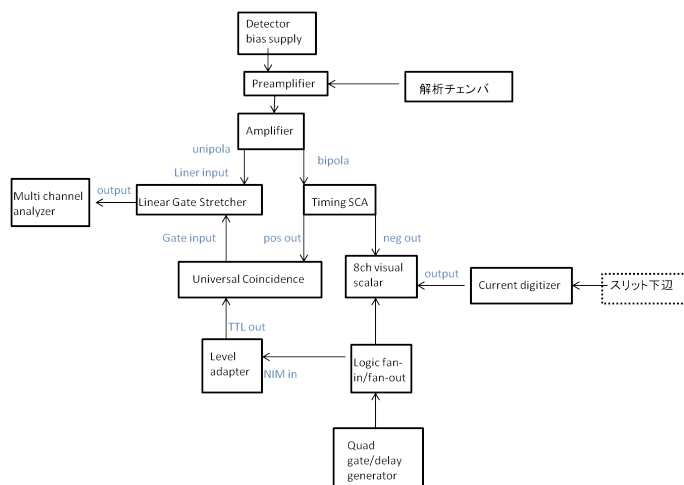 Detector
bias supply
Preamplifier
解析チェンバ
Amplifier
unipola
bipola
Liner input
output
Multi channel
analyzer
Linear Gate Stretcher
Timing SCA
Gate input
pos out
neg out
Universal Coincidence
8ch visual
scalar
output
Current digitizer
スリット下辺
TTL out
Level
adapter
NIM in
Logic fan-
in/fan-out
Quad
gate/delay
generator